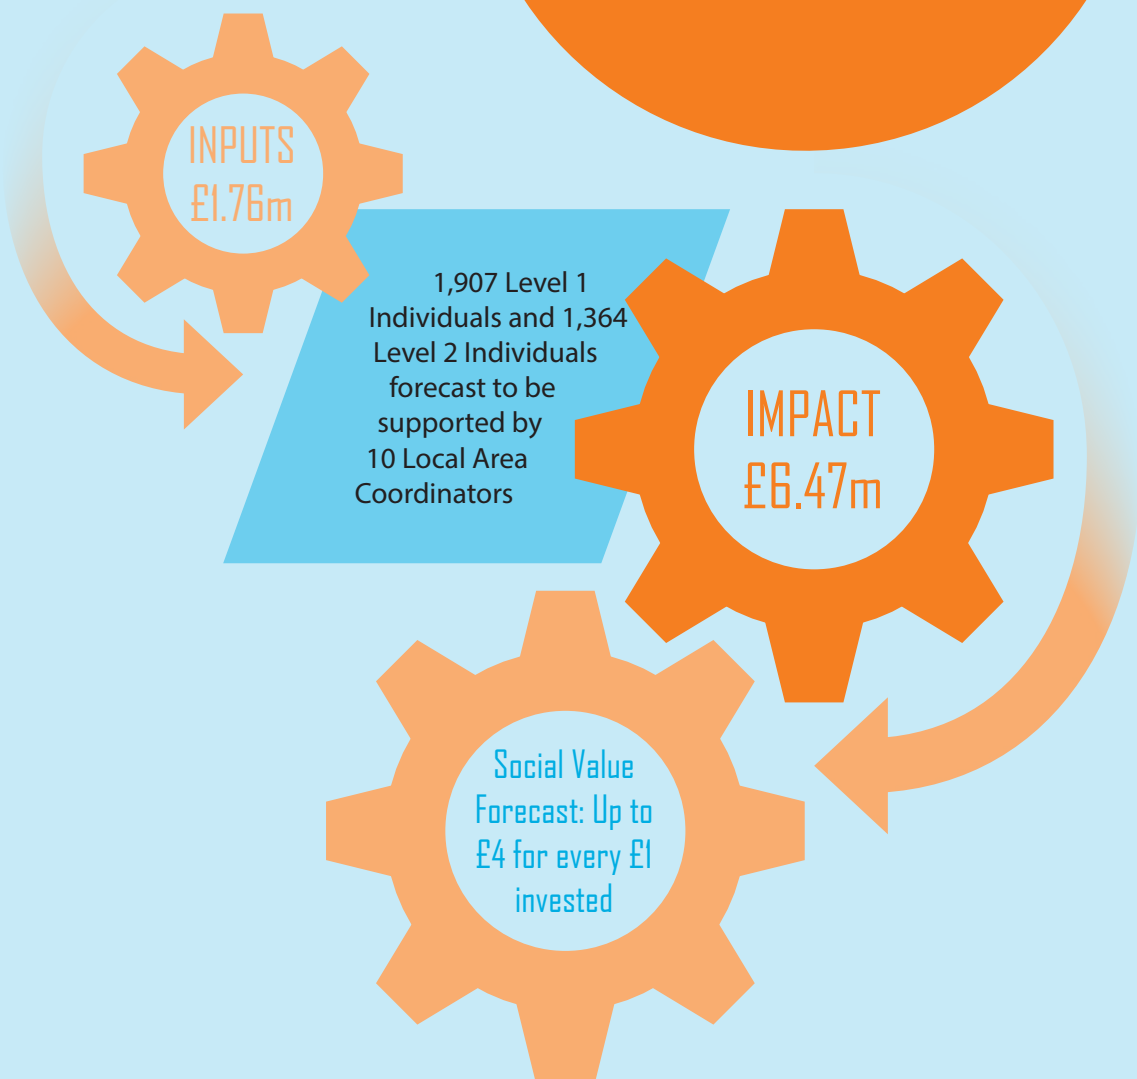 INPUTS
£1.76m
1,907 Level 1
Individuals and 1,364
Level 2 Individuals
forecast to be
supported by
10 Local Area
Coordinators
IMPACT
£6.47m
Social Value
Forecast: Up to
£4 for every £1
invested